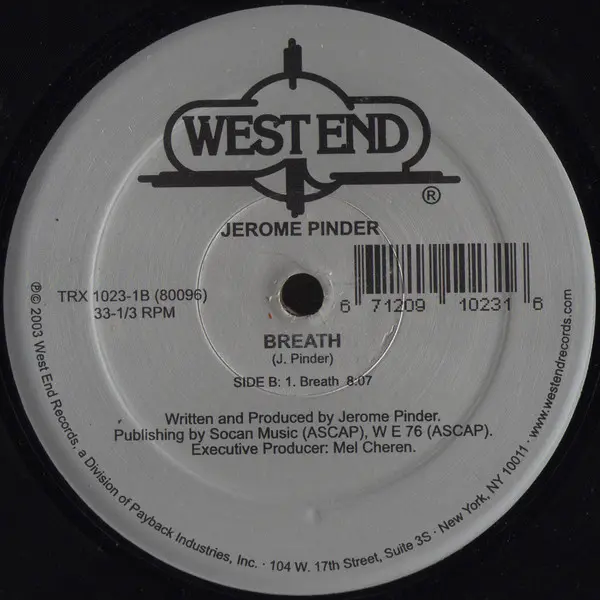 WEST END
®
JEROME PINDER
TRX 1023-1B (80096)
33-1/3 RPM
6 71209 10231 6
BREATH
(J. Pinder)
SIDE B: 1. Breath 8:07
Written and Produced by Jerome Pinder.
Publishing by Socan Music (ASCAP), W E 76 (ASCAP).
Executive Producer: Mel Cheren.
℗© 2003 West End Records, a Division of Payback Industries, Inc. · 104 W. 17th Street, Suite 3S · New York, NY 10011 · www.westendrecords.com